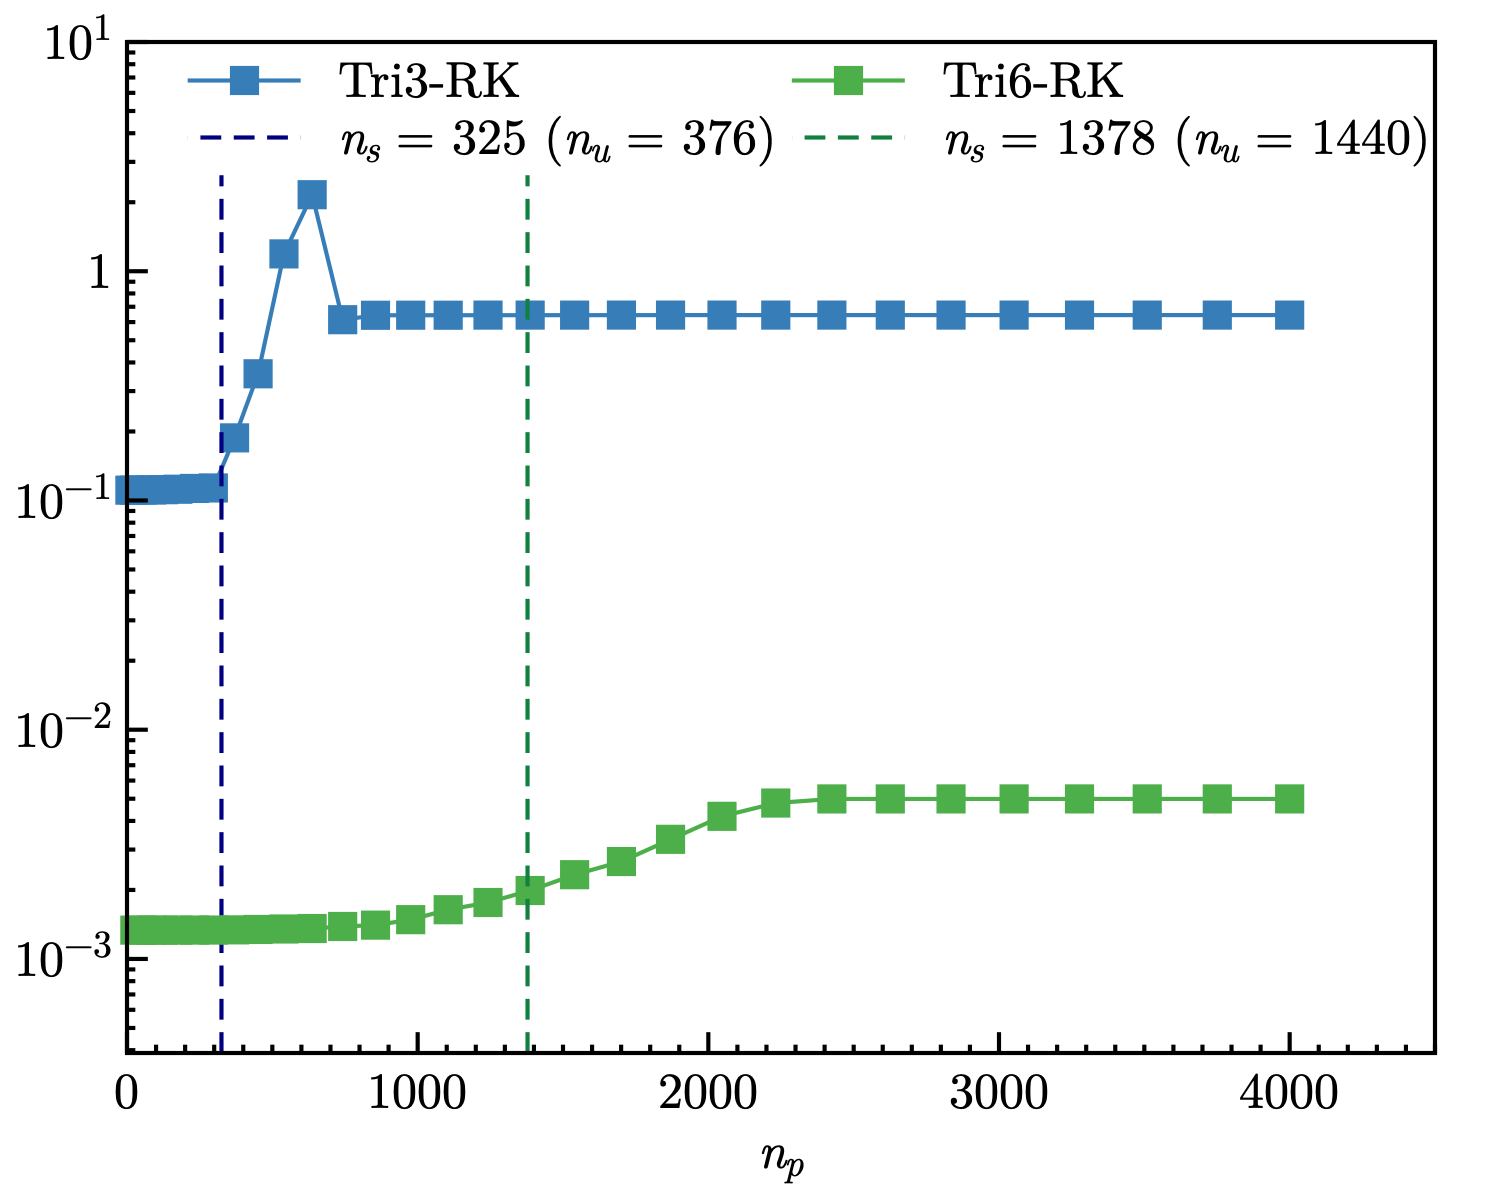 Tri3-RK
n_s = 325 (n_u = 376)
Tri6-RK
n_s = 1378 (n_u = 1440)
10^1
1
10^{-1}
10^{-2}
10^{-3}
0 1000 2000 3000 4000
n_p